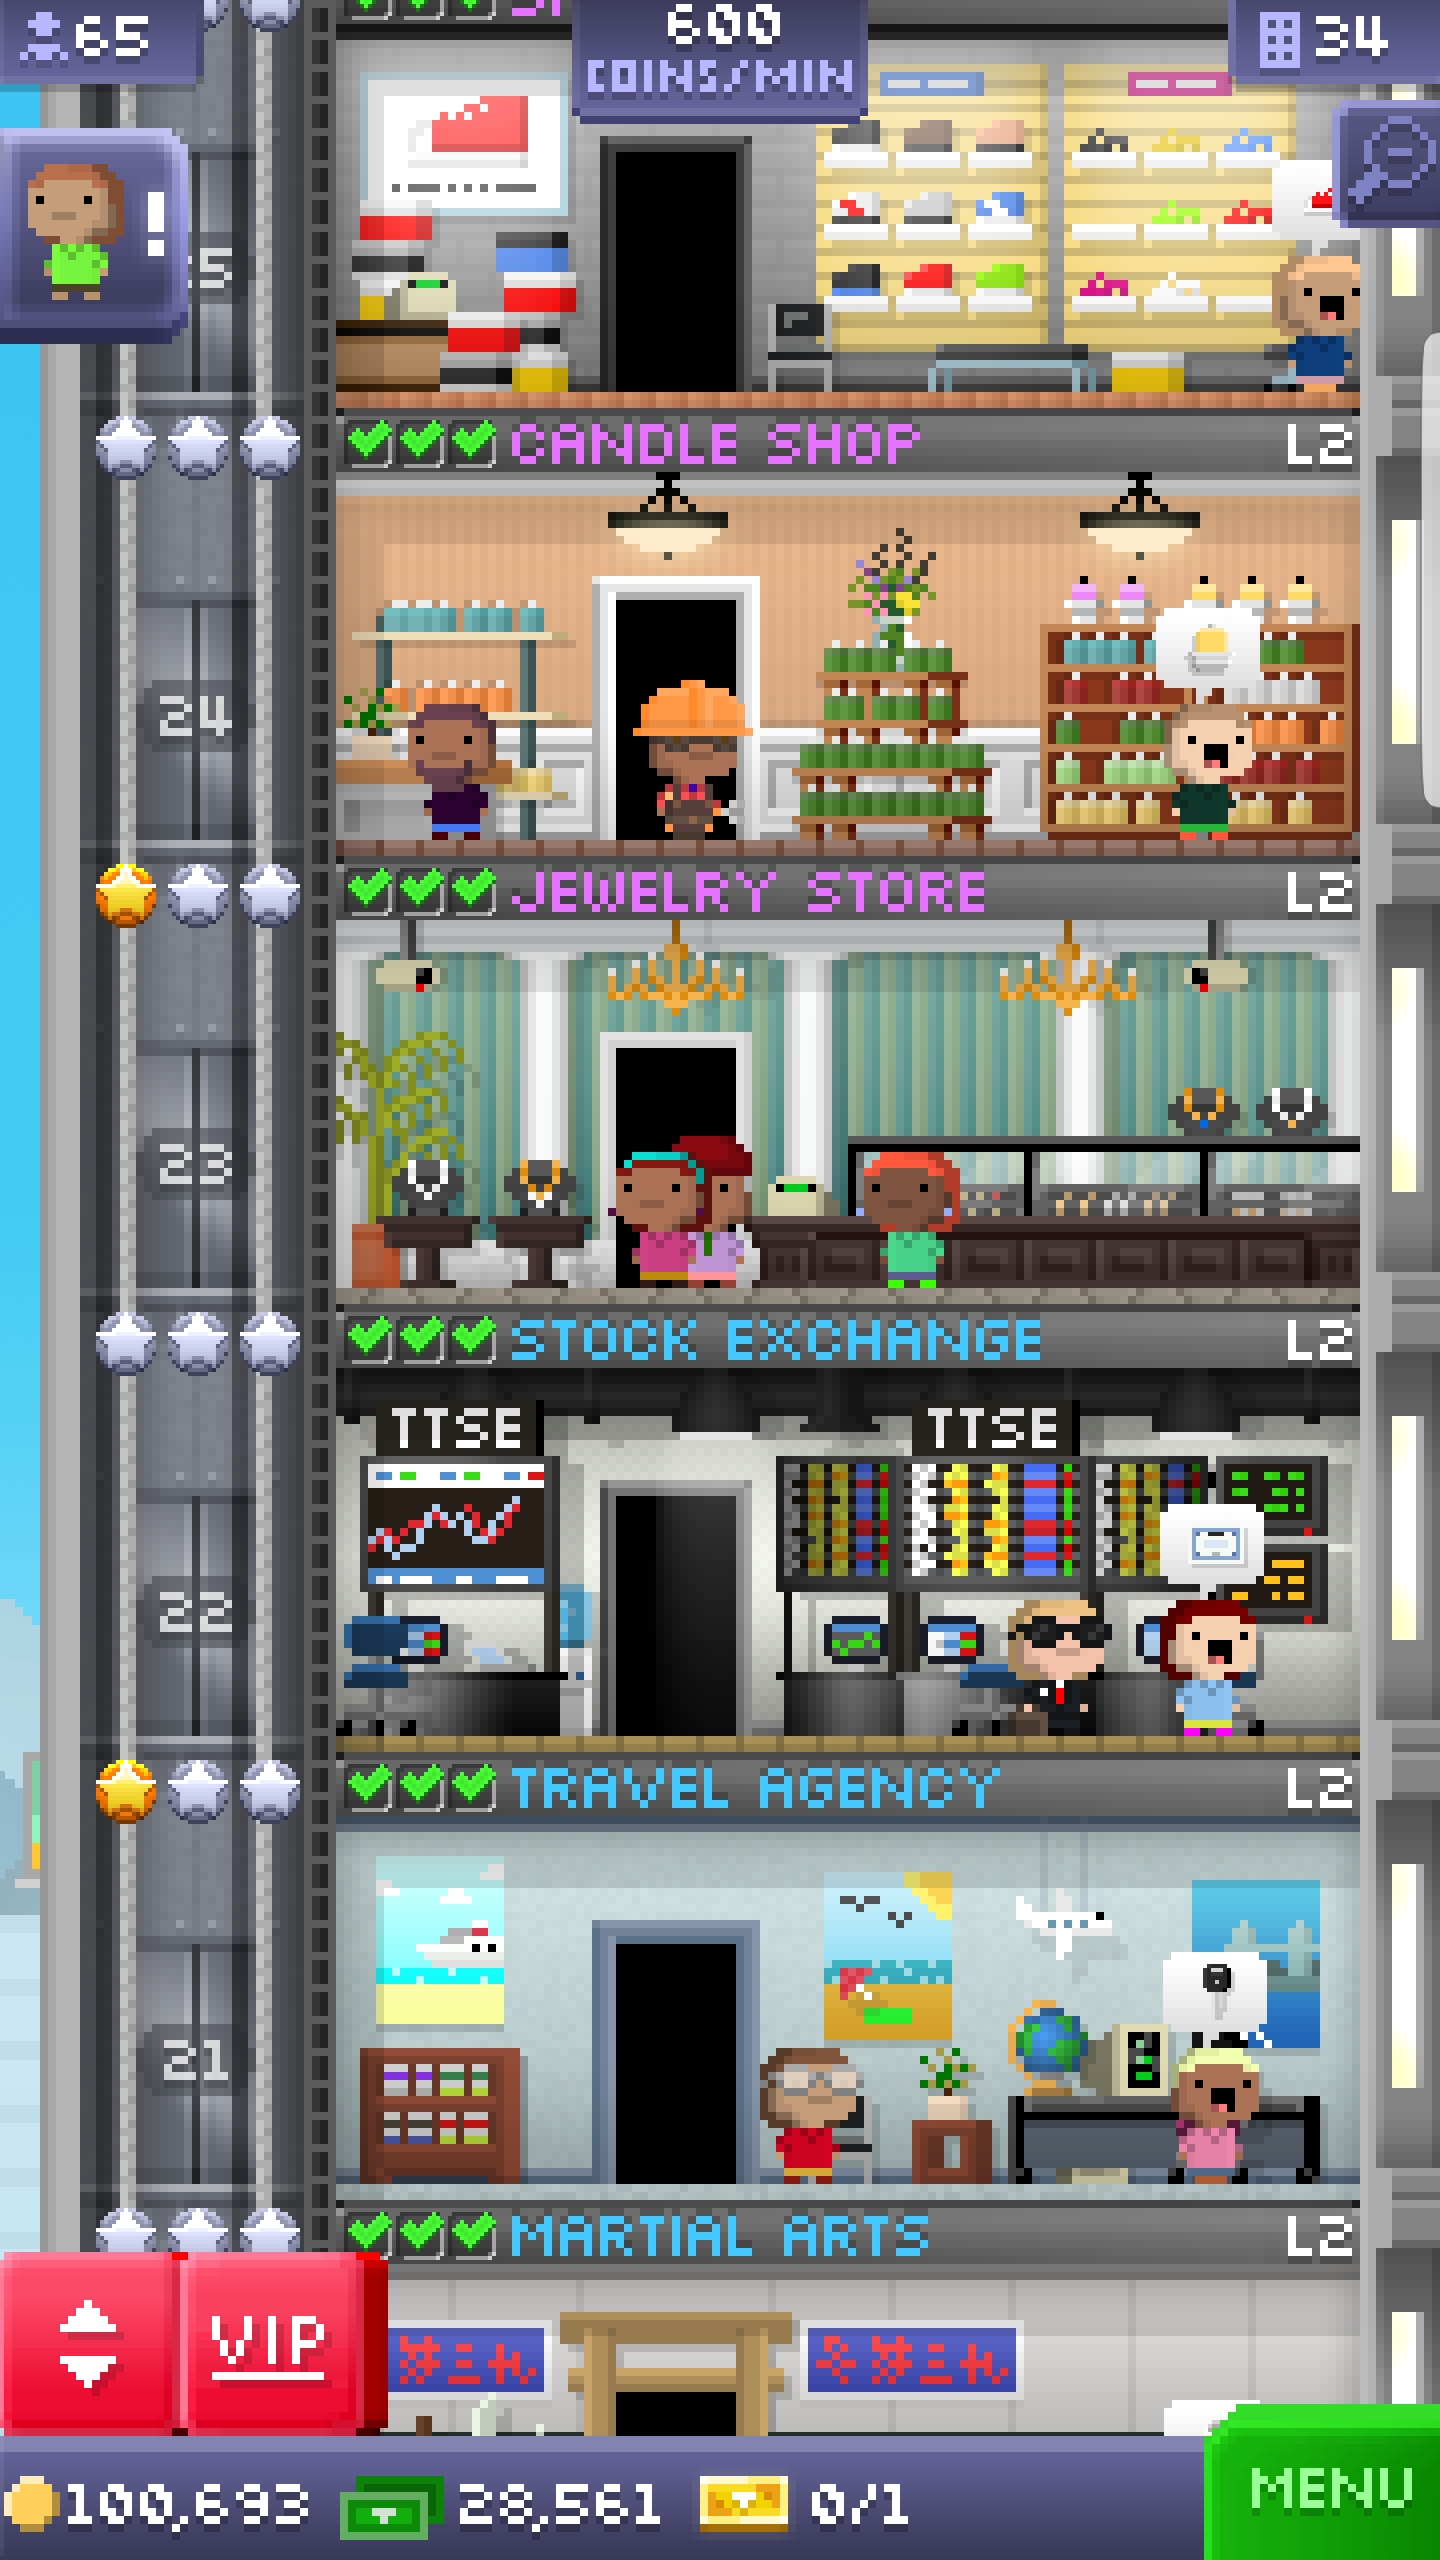 65
600
COINS/MIN
34
!
CANDLE SHOP L2
24
JEWELRY STORE L2
23
STOCK EXCHANGE L2
TTSE
TTSE
22
TRAVEL AGENCY L2
21
MARTIAL ARTS L2
VIP
100,693 28,561 0/1
MENU